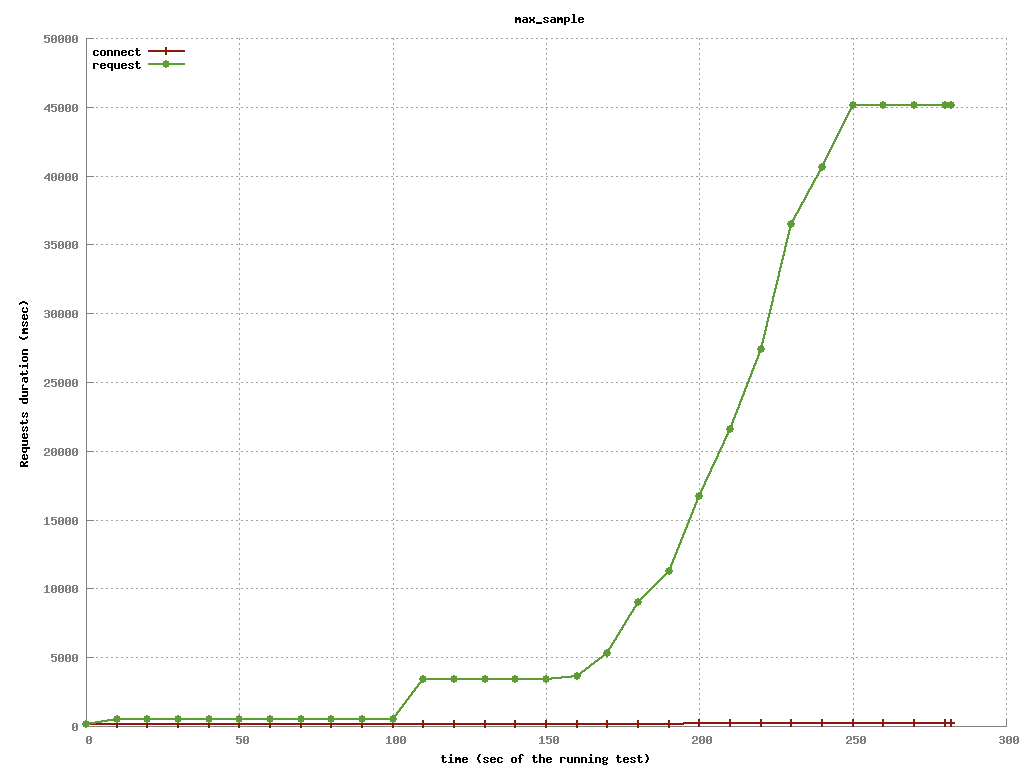 max_sample
50000
connect
request
45000
40000
35000
30000
25000
20000
15000
10000
5000
0
Requests duration (msec)
0 50 100 150 200 250 300
time (sec of the running test)